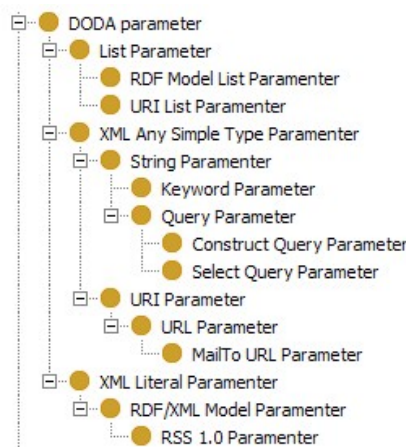 DODA parameter
List Parameter
RDF Model List Paramenter
URI List Paramenter
XML Any Simple Type Paramenter
String Paramenter
Keyword Parameter
Query Parameter
Construct Query Parameter
Select Query Parameter
URI Parameter
URL Parameter
MailTo URL Parameter
XML Literal Paramenter
RDF/XML Model Paramenter
RSS 1.0 Paramenter